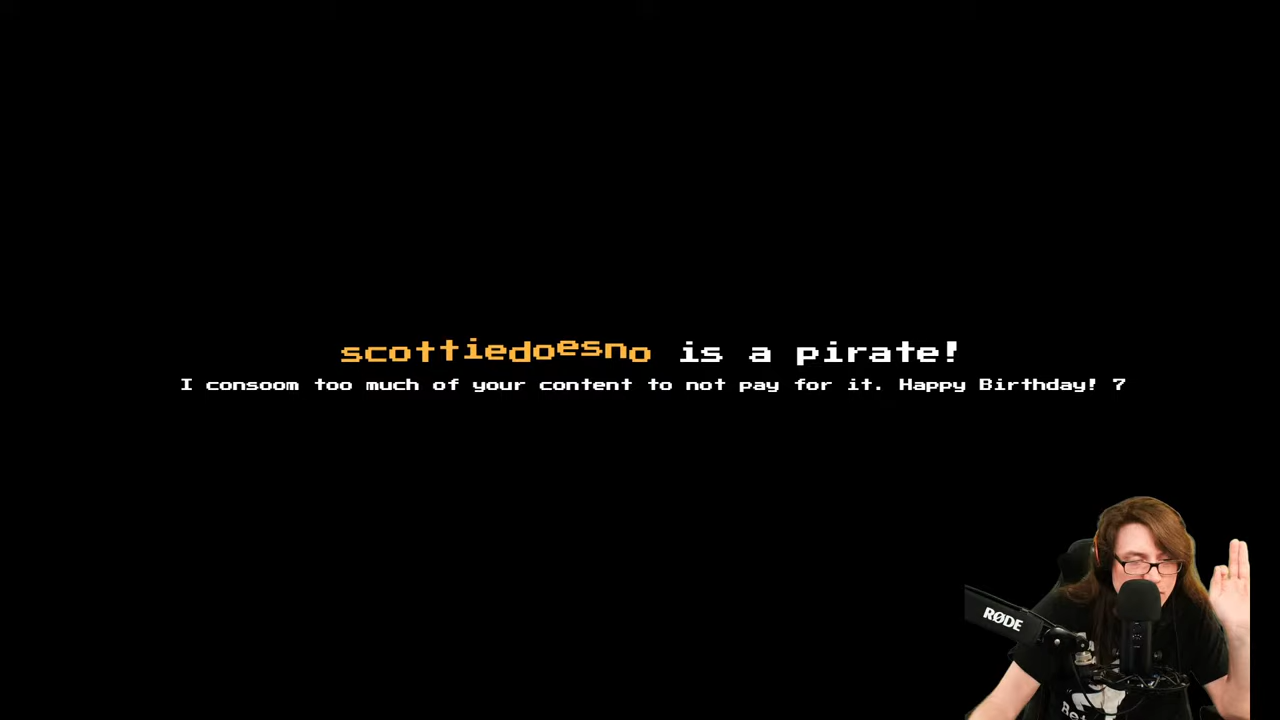 scottiedoesno is a pirate!
I consoom too much of your content to not pay for it. Happy Birthday! 7
RØDE